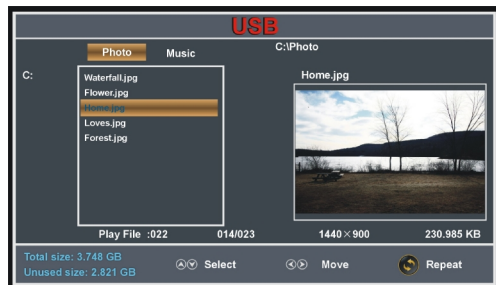 USB
Photo Music C:\Photo
C: Home.jpg
Waterfall.jpg
Flower.jpg
Home.jpg
Loves.jpg
Forest.jpg
Play File :022 014/023 1440×900 230.985 KB
Total size: 3.748 GB
Unused size: 2.821 GB
Select Move Repeat